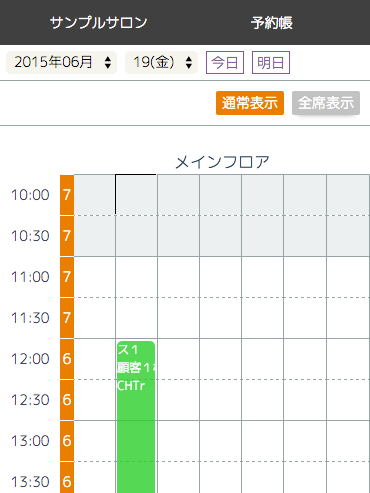 サンプルサロン 予約帳
2015年06月 19(金) 今日 明日
通常表示 全席表示
メインフロア
10:00 7
10:30 7
11:00 7
11:30 7
12:00 6 ス1
顧客1
CHTr
12:30 6
13:00 6
13:30 6